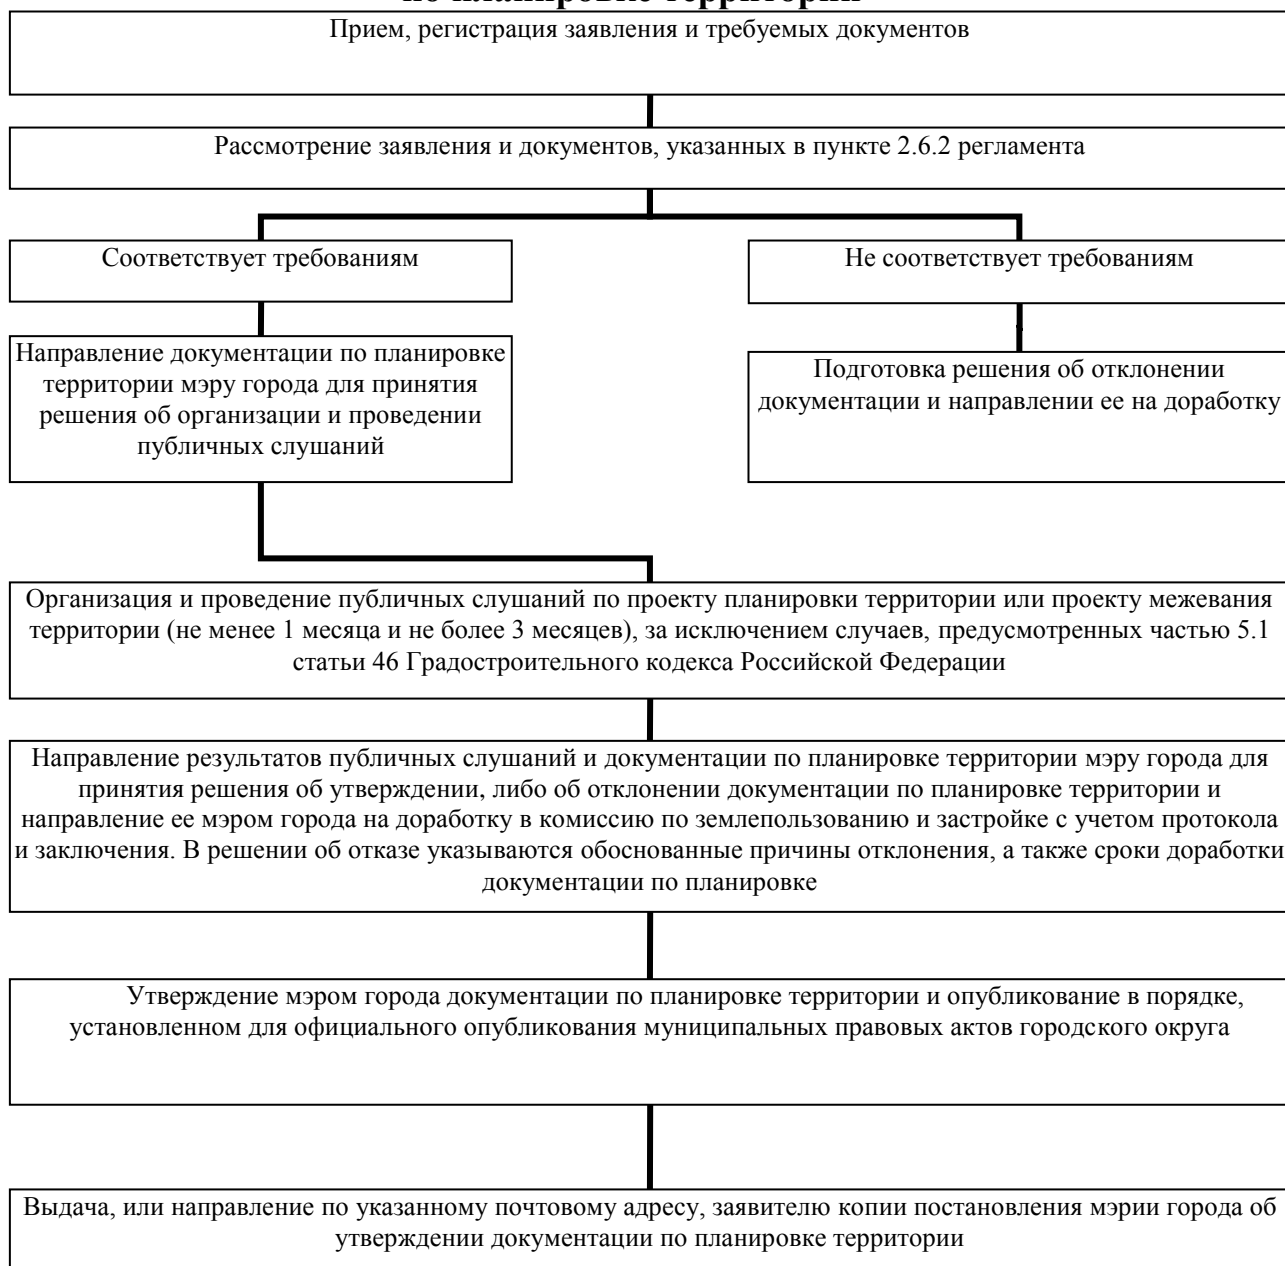 по планировке территории
Прием, регистрация заявления и требуемых документов
Рассмотрение заявления и документов, указанных в пункте 2.6.2 регламента
Соответствует требованиям
Не соответствует требованиям
Направление документации по планировке
территории мэру города для принятия
решения об организации и проведении
публичных слушаний
Подготовка решения об отклонении
документации и направлении ее на доработку
Организация и проведение публичных слушаний по проекту планировки территории или проекту межевания
территории (не менее 1 месяца и не более 3 месяцев), за исключением случаев, предусмотренных частью 5.1
статьи 46 Градостроительного кодекса Российской Федерации
Направление результатов публичных слушаний и документации по планировке территории мэру города для
принятия решения об утверждении, либо об отклонении документации по планировке территории и
направление ее мэром города на доработку в комиссию по землепользованию и застройке с учетом протокола
и заключения. В решении об отказе указываются обоснованные причины отклонения, а также сроки доработки
документации по планировке
Утверждение мэром города документации по планировке территории и опубликование в порядке,
установленном для официального опубликования муниципальных правовых актов городского округа
Выдача, или направление по указанному почтовому адресу, заявителю копии постановления мэрии города об
утверждении документации по планировке территории